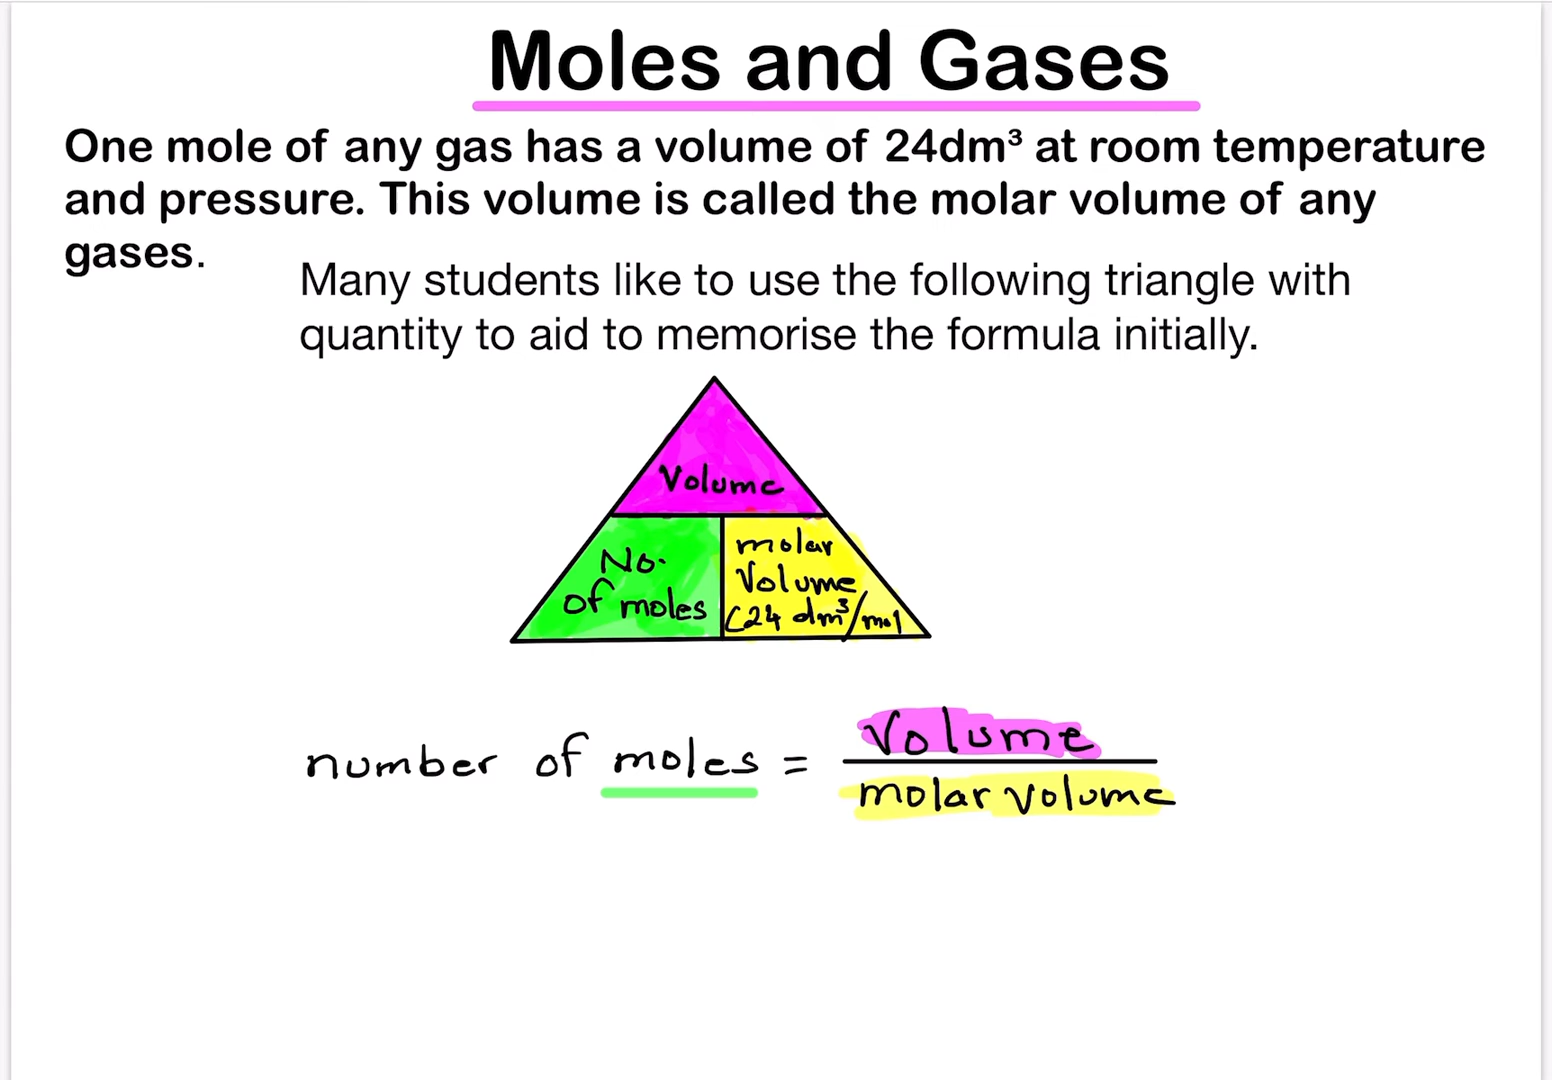 Moles and Gases
One mole of any gas has a volume of 24dm³ at room temperature
and pressure. This volume is called the molar volume of any
gases.
Many students like to use the following triangle with
quantity to aid to memorise the formula initially.
Volume
No.
of moles
molar
Volume
(24 dm³/mol
number of moles = volume
molar volume